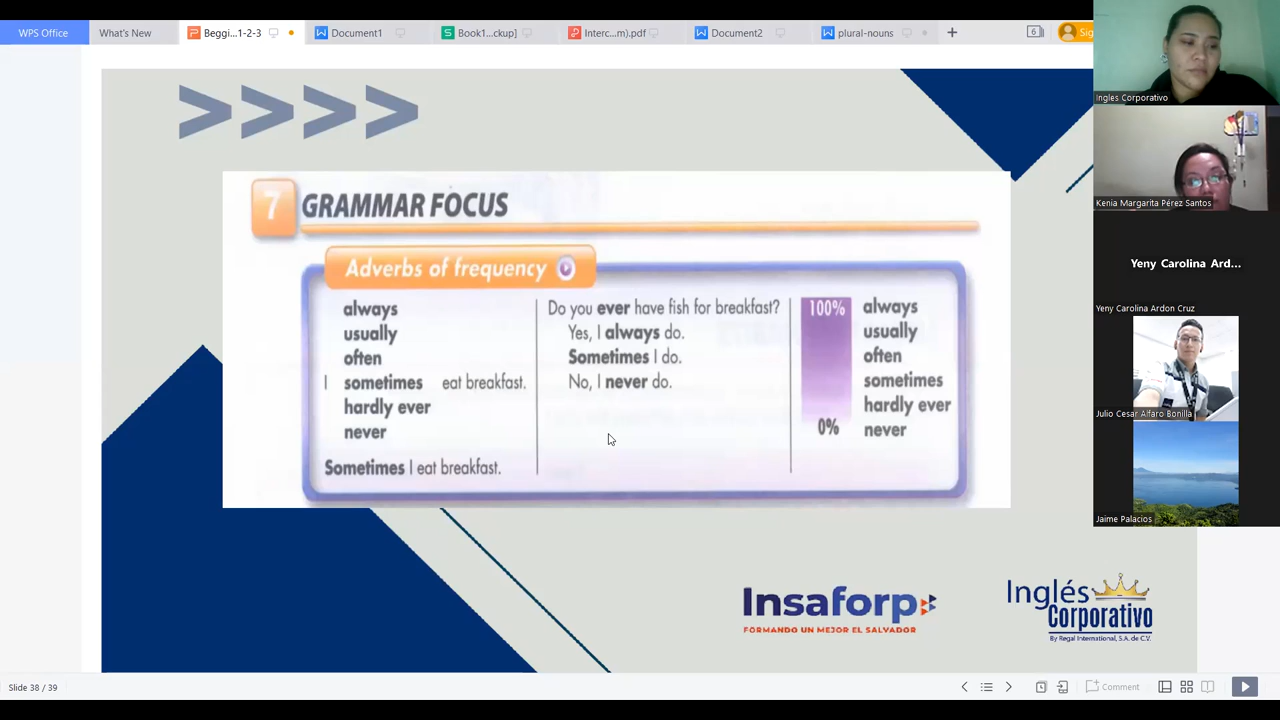 WPS Office
What's New
Beggi...1-2-3
Document1
Book1...ckup]
Interc...m).pdf
Document2
plural-nouns
6
Sig
>>>>
7 GRAMMAR FOCUS
Adverbs of frequency
always
usually
often
I sometimes eat breakfast.
hardly ever
never
Sometimes I eat breakfast.
Do you ever have fish for breakfast?
Yes, I always do.
Sometimes I do.
No, I never do.
100%
0%
always
usually
often
sometimes
hardly ever
never
Insaforp
FORMANDO UN MEJOR EL SALVADOR
Inglés
Corporativo
By Regal International, S.A. de C.V.
Ingles Corporativo
Kenia Margarita Pérez Santos
Yeny Carolina Ard...
Yeny Carolina Ardon Cruz
Julio Cesar Alfaro Bonilla
Jaime Palacios
Slide 38 / 39
Comment